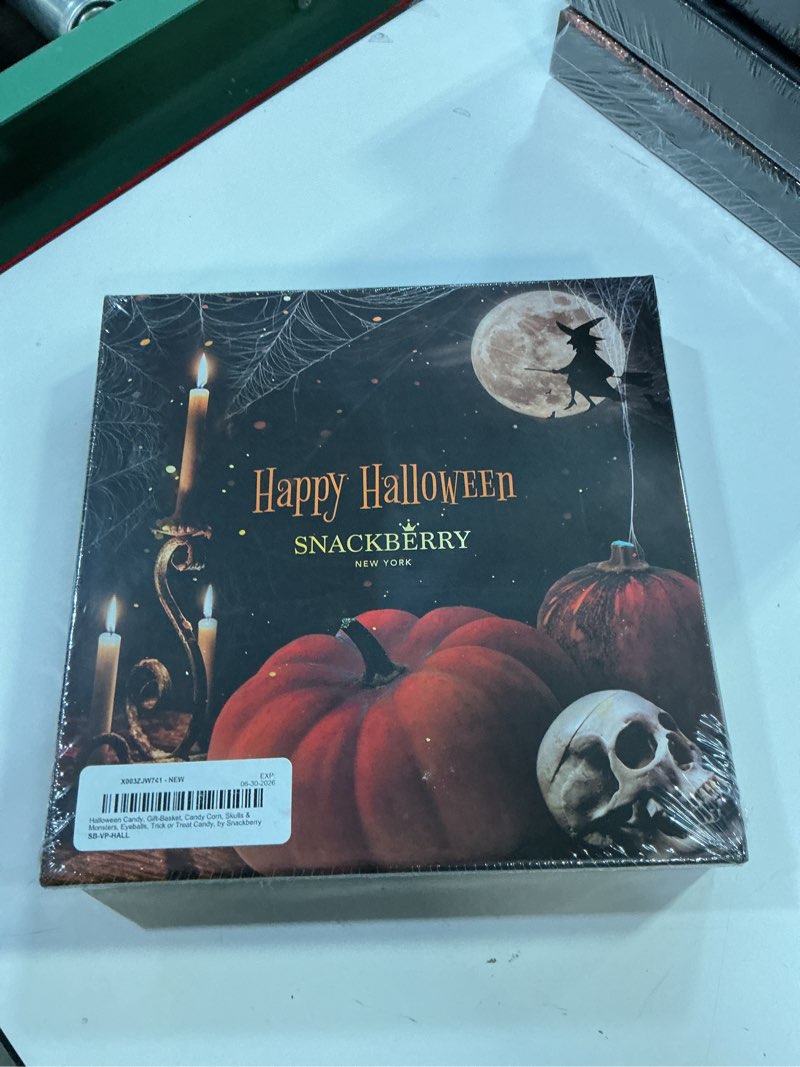 Happy Halloween
SNACKBERRY
NEW YORK
X003ZJW741 - NEW
EXP:
06-30-2026
Halloween Candy, Gift-Basket, Candy Corn, Skulls &
Monsters, Eyeballs, Trick or Treat Candy, by Snackberry
SB-VP-HALL